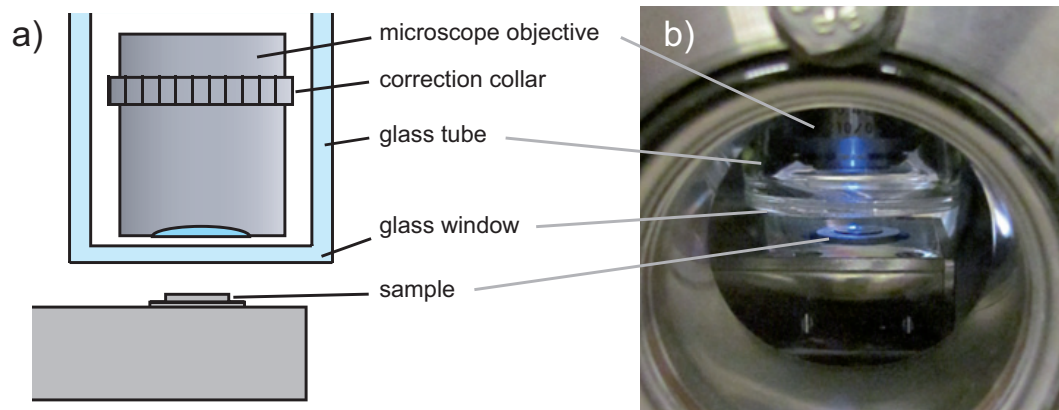 a)
microscope objective
correction collar
glass tube
glass window
sample
b)